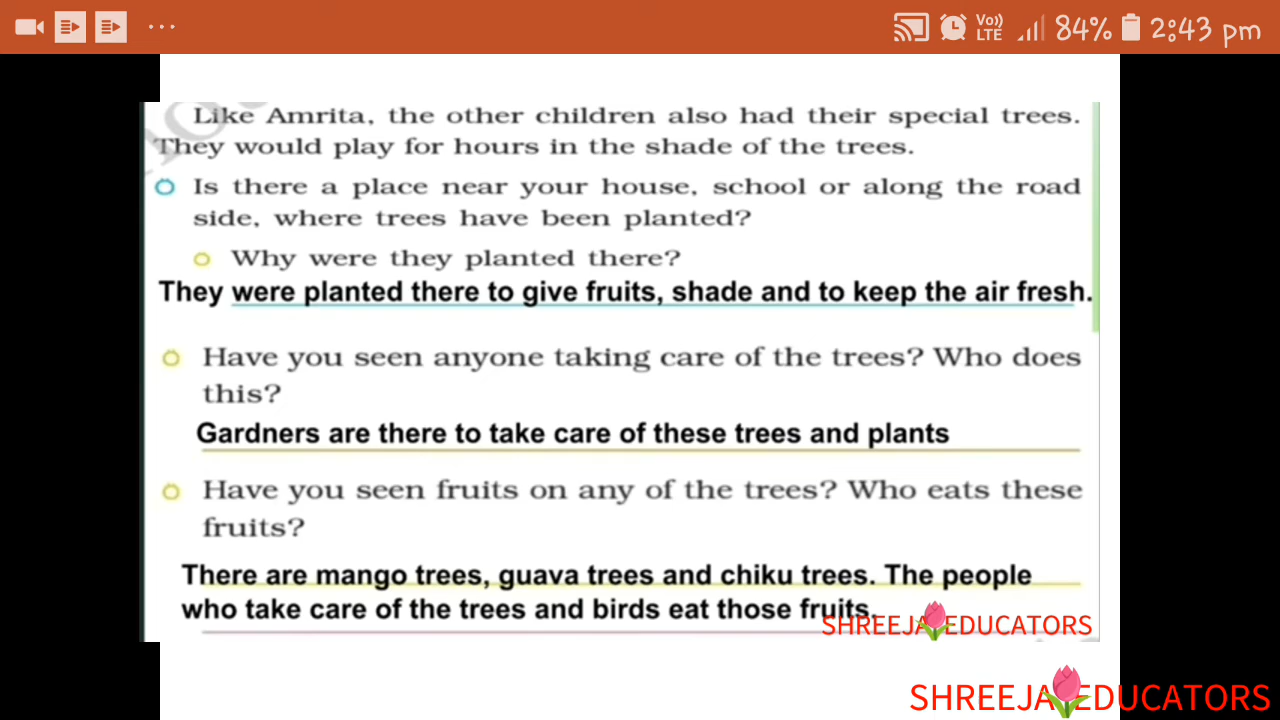 84% 2:43 pm
Vo)) LTE
Like Amrita, the other children also had their special trees.
They would play for hours in the shade of the trees.
Is there a place near your house, school or along the road
side, where trees have been planted?
Why were they planted there?
They were planted there to give fruits, shade and to keep the air fresh.
Have you seen anyone taking care of the trees? Who does
this?
Gardners are there to take care of these trees and plants
Have you seen fruits on any of the trees? Who eats these
fruits?
There are mango trees, guava trees and chiku trees. The people
who take care of the trees and birds eat those fruits.
SHREEJA EDUCATORS
SHREEJA EDUCATORS